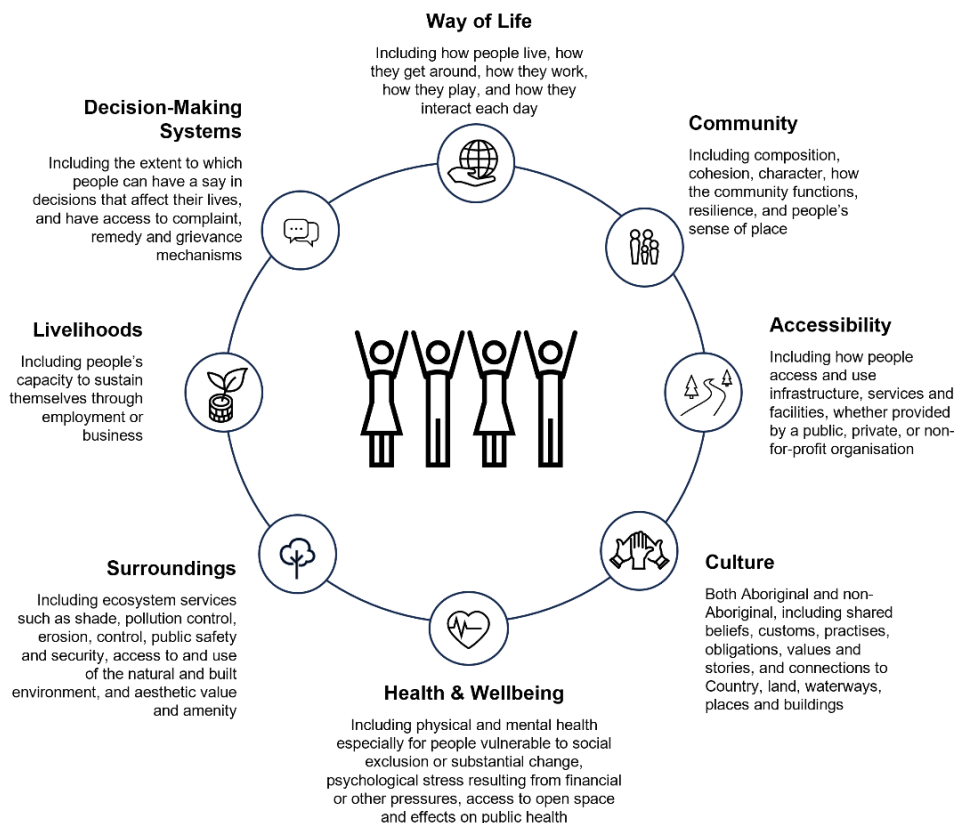 Way of Life
Including how people live, how
they get around, how they work,
how they play, and how they
interact each day
Community
Including composition,
cohesion, character, how
the community functions,
resilience, and people's
sense of place
Accessibility
Including how people
access and use
infrastructure, services and
facilities, whether provided
by a public, private, or non-
for-profit organisation
Culture
Both Aboriginal and non-
Aboriginal, including shared
beliefs, customs, practises,
obligations, values and
stories, and connections to
Country, land, waterways,
places and buildings
Health & Wellbeing
Including physical and mental health
especially for people vulnerable to social
exclusion or substantial change,
psychological stress resulting from financial
or other pressures, access to open space
and effects on public health
Surroundings
Including ecosystem services
such as shade, pollution control,
erosion, control, public safety
and security, access to and use
of the natural and built
environment, and aesthetic value
and amenity
Livelihoods
Including people's
capacity to sustain
themselves through
employment or
business
Decision-Making
Systems
Including the extent to which
people can have a say in
decisions that affect their lives,
and have access to complaint,
remedy and grievance
mechanisms